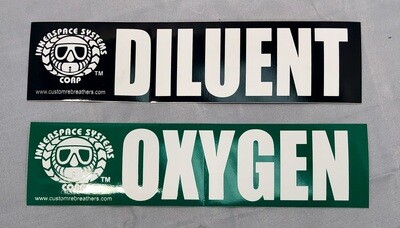 INNERSPACE SYSTEMS
CORP
TM
www.customrebreathers.com
DILUENT
INNERSPACE SYSTEMS
CORP
TM
www.customrebreathers.com
OXYGEN